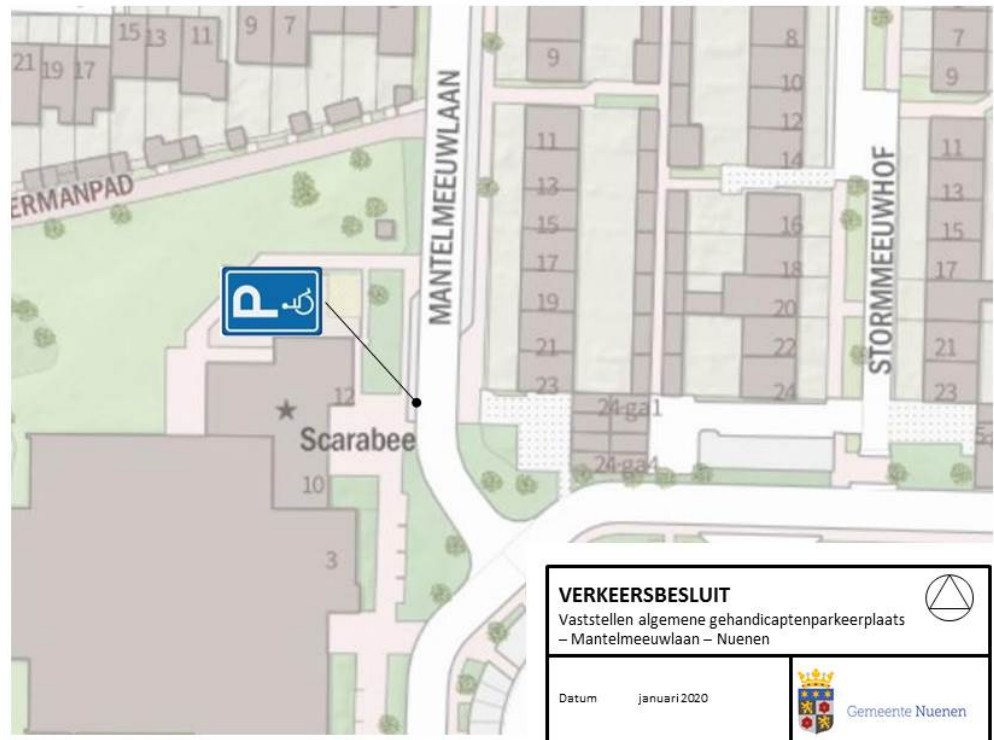 15 13 11 9 7
21 19 17
ERMANPAD
MANTELMEEUWLAAN
9
11
13
15
17
19
21
23
8
10
12
14
16
18
20
22
24
24-ga1
24-ga4
STORMMEEUWHOF
7
9
11
13
15
17
21
23
P
12
Scarabee
10
3
VERKEERSBESLUIT
Vaststellen algemene gehandicaptenparkeerplaats
– Mantelmeeuwlaan – Nuenen
Datum januari 2020
Gemeente Nuenen